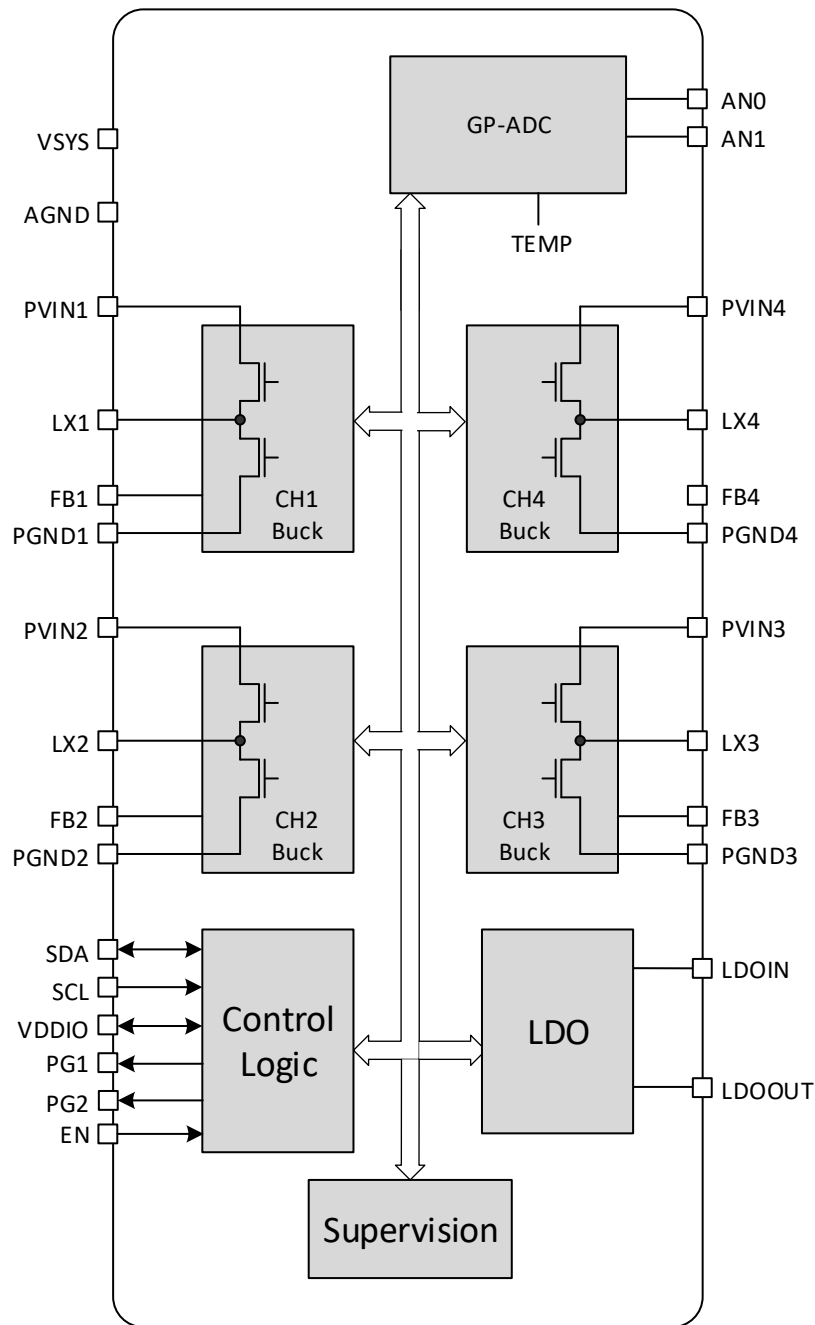 GP-ADC
AN0
AN1
VSYS
AGND
TEMP
PVIN1
PVIN4
LX1
LX4
FB1
CH1
Buck
CH4
Buck
FB4
PGND1
PGND4
PVIN2
PVIN3
LX2
LX3
FB2
CH2
Buck
CH3
Buck
FB3
PGND2
PGND3
SDA
SCL
VDDIO
PG1
PG2
EN
Control
Logic
LDO
LDOIN
LDOOUT
Supervision